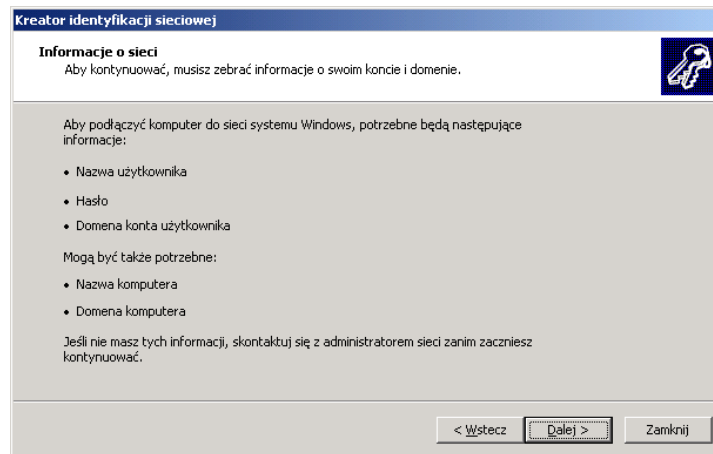 Kreator identyfikacji sieciowej
Informacje o sieci
Aby kontynuować, musisz zebrać informacje o swoim koncie i domenie.
Aby podłączyć komputer do sieci systemu Windows, potrzebne będą następujące
informacje:
• Nazwa użytkownika
• Hasło
• Domena konta użytkownika
Mogą być także potrzebne:
• Nazwa komputera
• Domena komputera
Jeśli nie masz tych informacji, skontaktuj się z administratorem sieci zanim zaczniesz
kontynuować.
< Wstecz Dalej > Zamknij